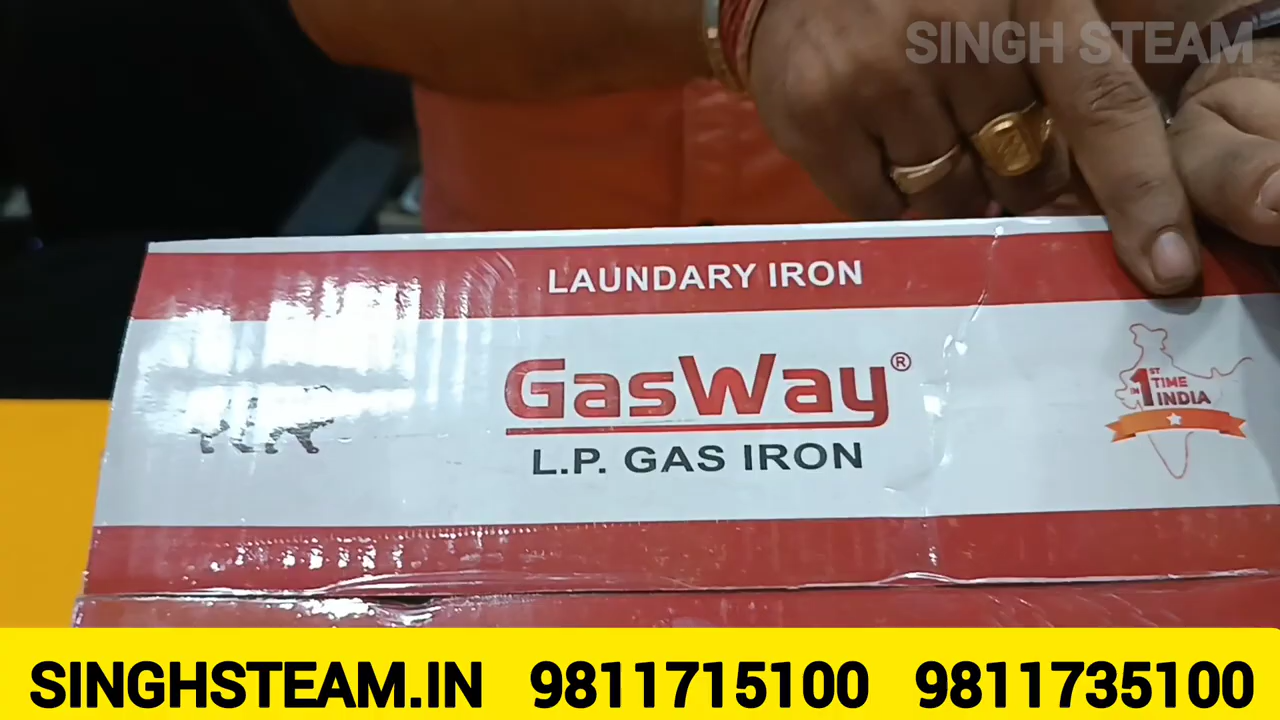 SINGH STEAM
LAUNDARY IRON
GasWay®
L.P. GAS IRON
IN 1ST TIME INDIA
SINGHSTEAM.IN 9811715100 9811735100